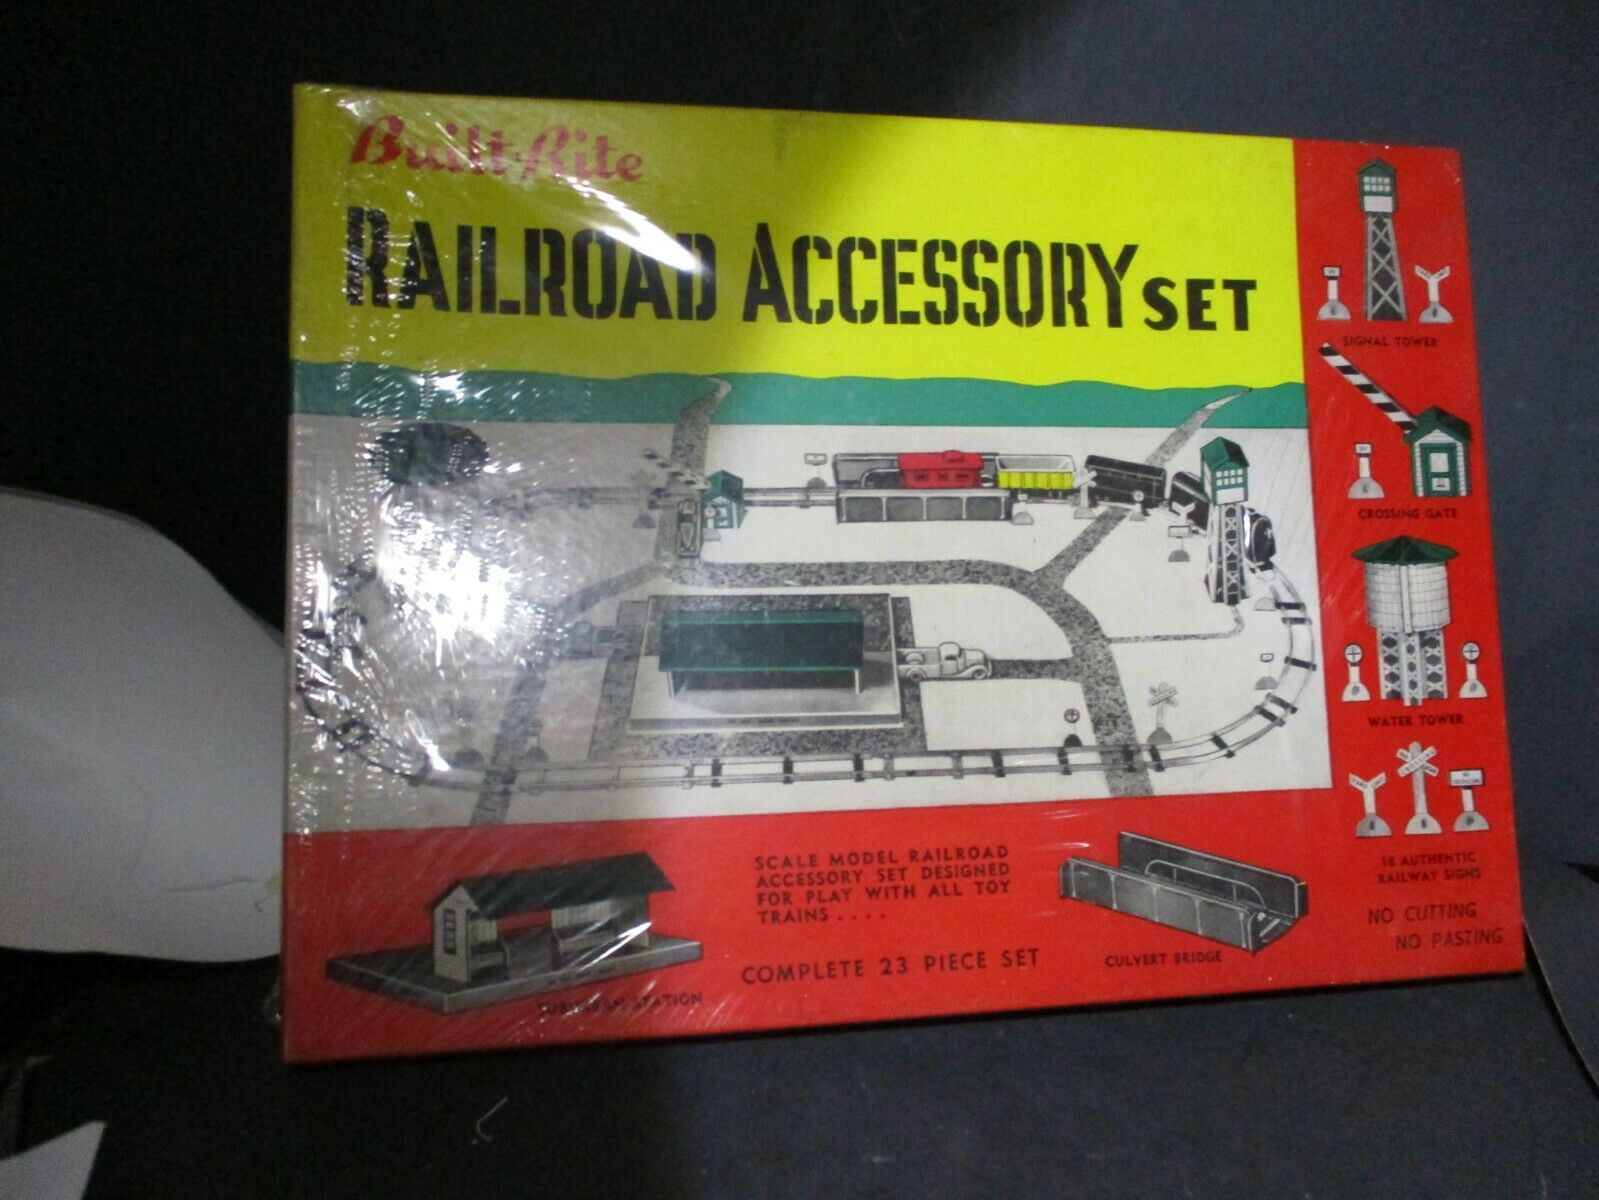 Built-Rite
RAILROAD ACCESSORY SET
SIGNAL TOWER
CROSSING GATE
WATER TOWER
18 AUTHENTIC
RAILWAY SIGNS
NO CUTTING
NO PASTING
SCALE MODEL RAILROAD
ACCESSORY SET DESIGNED
FOR PLAY WITH ALL TOY
TRAINS....
COMPLETE 23 PIECE SET
SUBURBAN STATION
CULVERT BRIDGE